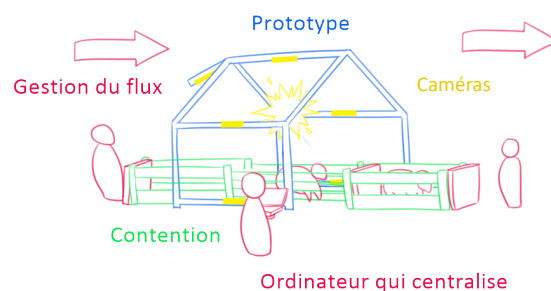 Prototype
Gestion du flux
Caméras
Contention
Ordinateur qui centralise